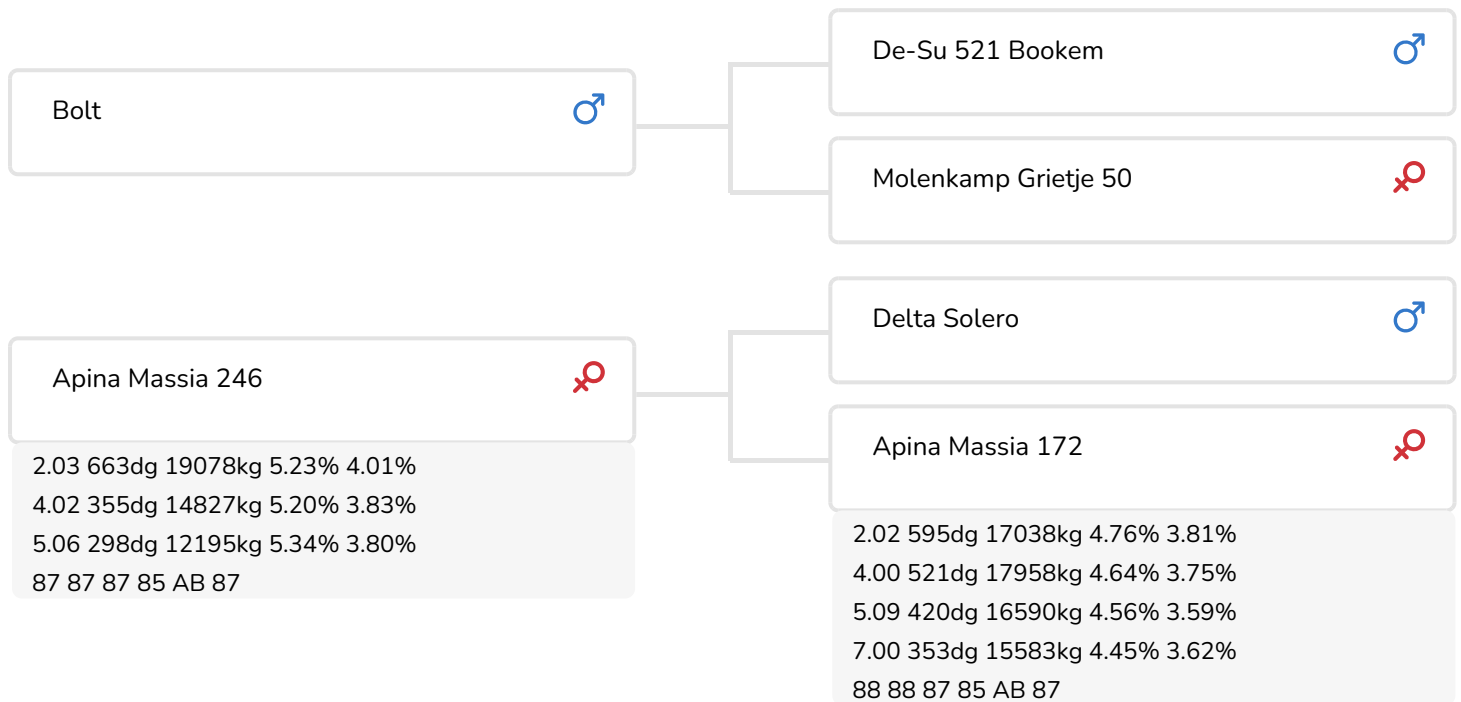 Bolt
De-Su 521 Bookem
Molenkamp Grietje 50
Apina Massia 246
2.03 663dg 19078kg 5.23% 4.01%
4.02 355dg 14827kg 5.20% 3.83%
5.06 298dg 12195kg 5.34% 3.80%
87 87 87 85 AB 87
Delta Solero
Apina Massia 172
2.02 595dg 17038kg 4.76% 3.81%
4.00 521dg 17958kg 4.64% 3.75%
5.09 420dg 16590kg 4.56% 3.59%
7.00 353dg 15583kg 4.45% 3.62%
88 88 87 85 AB 87